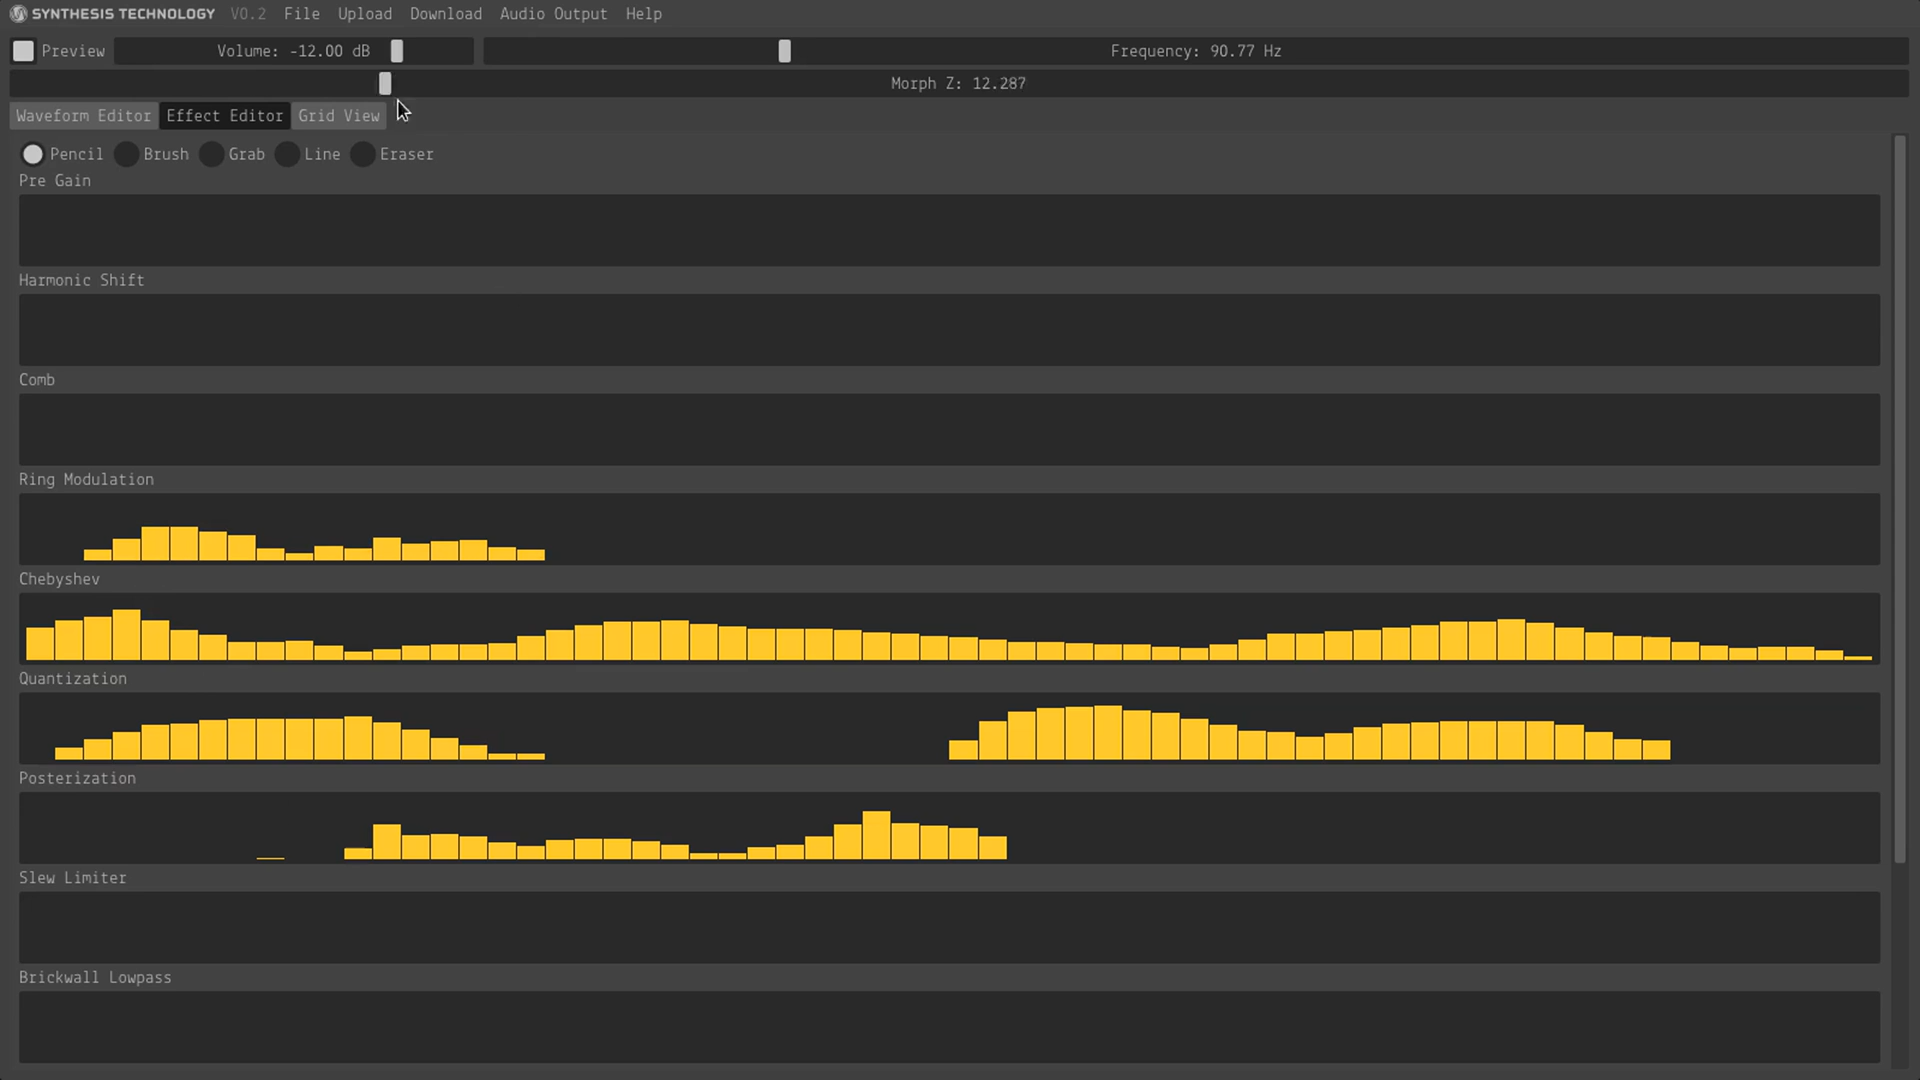 SYNTHESIS TECHNOLOGY V0.2 File Upload Download Audio Output Help
Preview Volume: -12.00 dB Frequency: 90.77 Hz
Morph Z: 12.287
Waveform Editor Effect Editor Grid View
Pencil Brush Grab Line Eraser
Pre Gain
Harmonic Shift
Comb
Ring Modulation
Chebyshev
Quantization
Posterization
Slew Limiter
Brickwall Lowpass